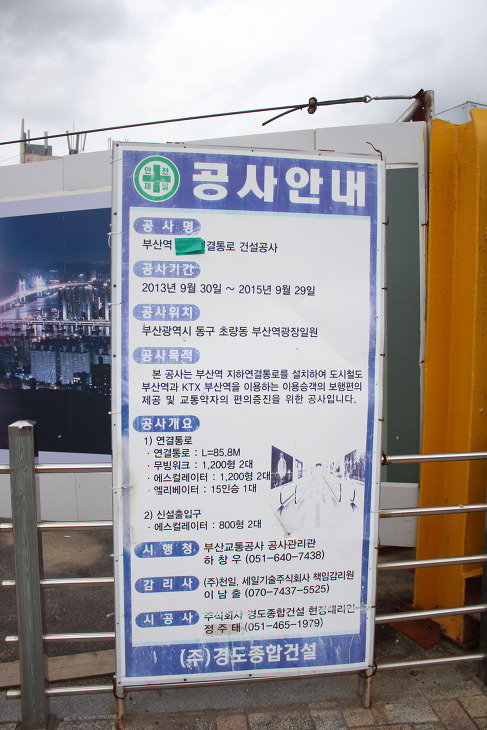 안전제일
공사안내
공사명
부산역 연결통로 건설공사
공사기간
2013년 9월 30일 ~ 2015년 9월 29일
공사위치
부산광역시 동구 초량동 부산역광장일원
공사목적
본 공사는 부산역 지하연결통로를 설치하여 도시철도
부산역과 KTX 부산역을 이용하는 이용승객의 보행편의
제공 및 교통약자의 편의증진을 위한 공사입니다.
공사개요
1) 연결통로
· 연결통로 : L=85.8M
· 무빙워크 : 1,200형 2대
· 에스컬레이터 : 1,200형 2대
· 엘리베이터 : 15인승 1대
2) 신설출입구
· 에스컬레이터 : 800형 2대
시행청 부산교통공사 공사관리관
하창우 (051-640-7438)
감리사 (주)천일, 세일기술주식회사 책임감리원
이남출 (070-7437-5525)
시공사 주식회사 경도종합건설 현장대리인
정주태 (051-465-1979)
(주)경도종합건설